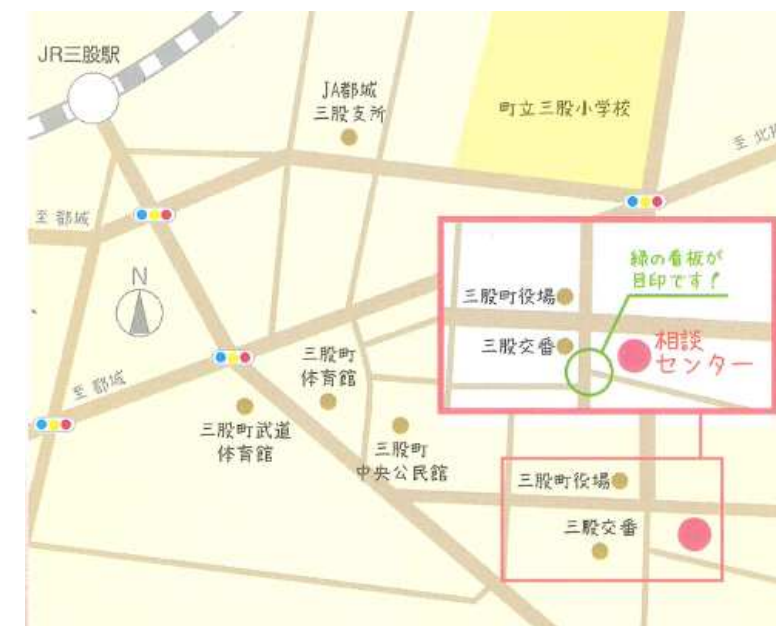 JR三股駅
JA都城
三股支所
町立三股小学校
至 都城
N
緑の看板が
目印です!
三股町役場
三股交番
相談
センター
至 都城
三股町
体育館
三股町武道
体育館
三股町
中央公民館
三股町役場
三股交番